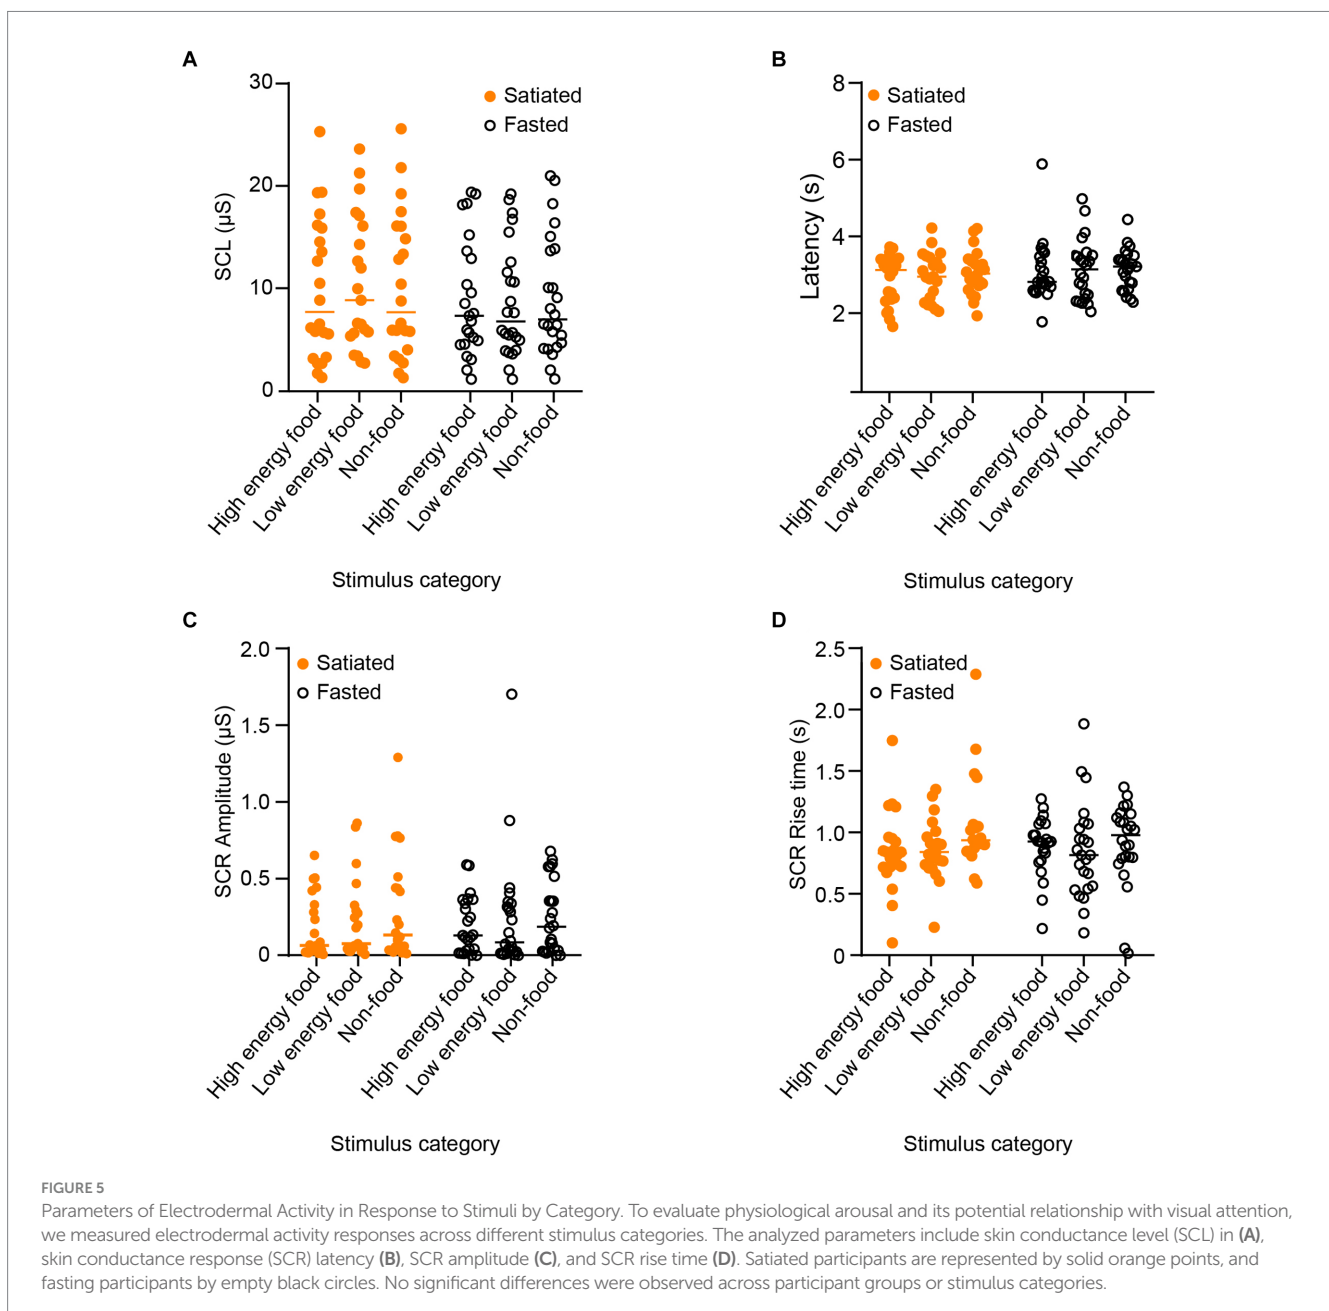 A
30
20
10
0
SCL (µS)
Satiated
Fasted
High energy food
Low energy food
Non-food
High energy food
Low energy food
Non-food
Stimulus category
B
8
6
4
2
Latency (s)
Satiated
Fasted
High energy food
Low energy food
Non-food
High energy food
Low energy food
Non-food
Stimulus category
C
2.0
1.5
1.0
0.5
0
SCR Amplitude (µS)
Satiated
Fasted
High energy food
Low energy food
Non-food
High energy food
Low energy food
Non-food
Stimulus category
D
2.5
2.0
1.5
1.0
0.5
0
SCR Rise time (s)
Satiated
Fasted
High energy food
Low energy food
Non-food
High energy food
Low energy food
Non-food
Stimulus category
FIGURE 5
Parameters of Electrodermal Activity in Response to Stimuli by Category. To evaluate physiological arousal and its potential relationship with visual attention,
we measured electrodermal activity responses across different stimulus categories. The analyzed parameters include skin conductance level (SCL) in (A),
skin conductance response (SCR) latency (B), SCR amplitude (C), and SCR rise time (D). Satiated participants are represented by solid orange points, and
fasting participants by empty black circles. No significant differences were observed across participant groups or stimulus categories.